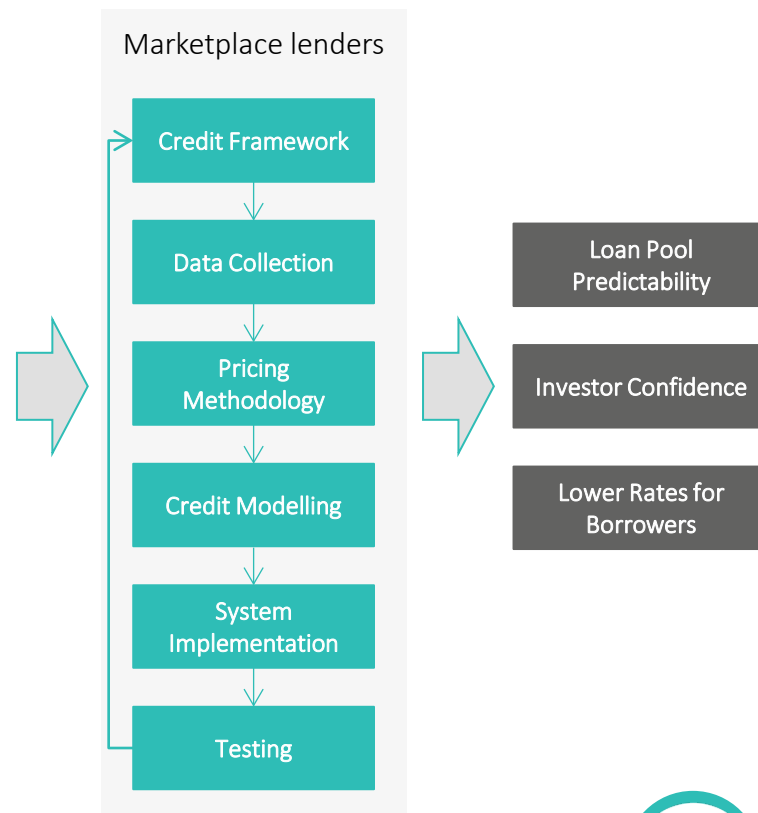 Marketplace lenders
Credit Framework
Data Collection
Pricing
Methodology
Credit Modelling
System
Implementation
Testing
Loan Pool
Predictability
Investor Confidence
Lower Rates for
Borrowers